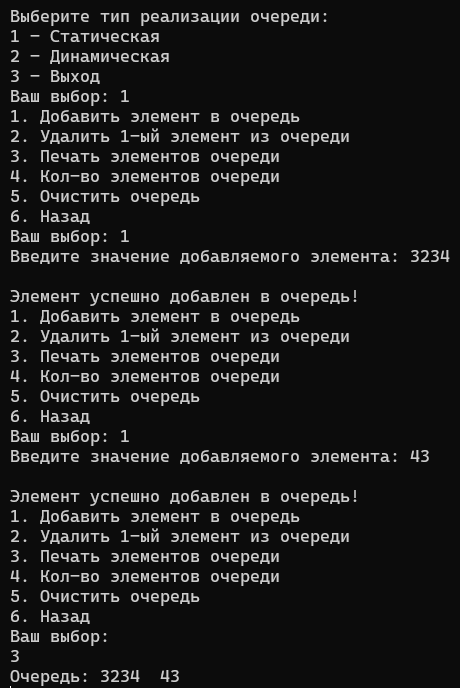 Выберите тип реализации очереди:
1 – Статическая
2 – Динамическая
3 – Выход
Ваш выбор: 1
1. Добавить элемент в очередь
2. Удалить 1-ый элемент из очереди
3. Печать элементов очереди
4. Кол-во элементов очереди
5. Очистить очередь
6. Назад
Ваш выбор: 1
Введите значение добавляемого элемента: 3234
Элемент успешно добавлен в очередь!
1. Добавить элемент в очередь
2. Удалить 1-ый элемент из очереди
3. Печать элементов очереди
4. Кол-во элементов очереди
5. Очистить очередь
6. Назад
Ваш выбор: 1
Введите значение добавляемого элемента: 43
Элемент успешно добавлен в очередь!
1. Добавить элемент в очередь
2. Удалить 1-ый элемент из очереди
3. Печать элементов очереди
4. Кол-во элементов очереди
5. Очистить очередь
6. Назад
Ваш выбор:
3
Очередь: 3234  43